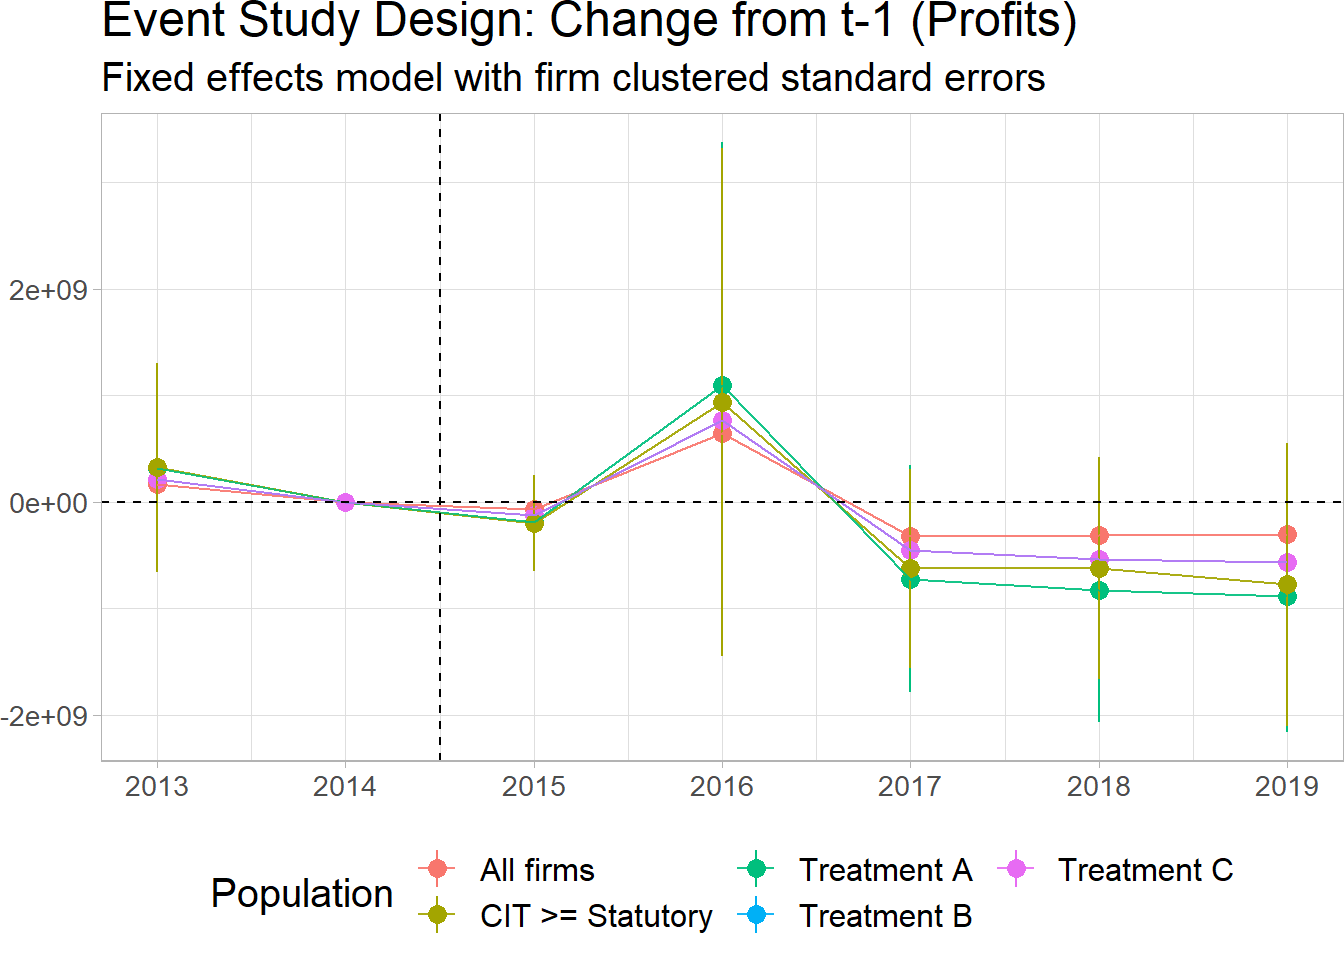 Event Study Design: Change from t-1 (Profits)
Fixed effects model with firm clustered standard errors
2e+09
0e+00
-2e+09
2013 2014 2015 2016 2017 2018 2019
Population
All firms
CIT >= Statutory
Treatment A
Treatment B
Treatment C